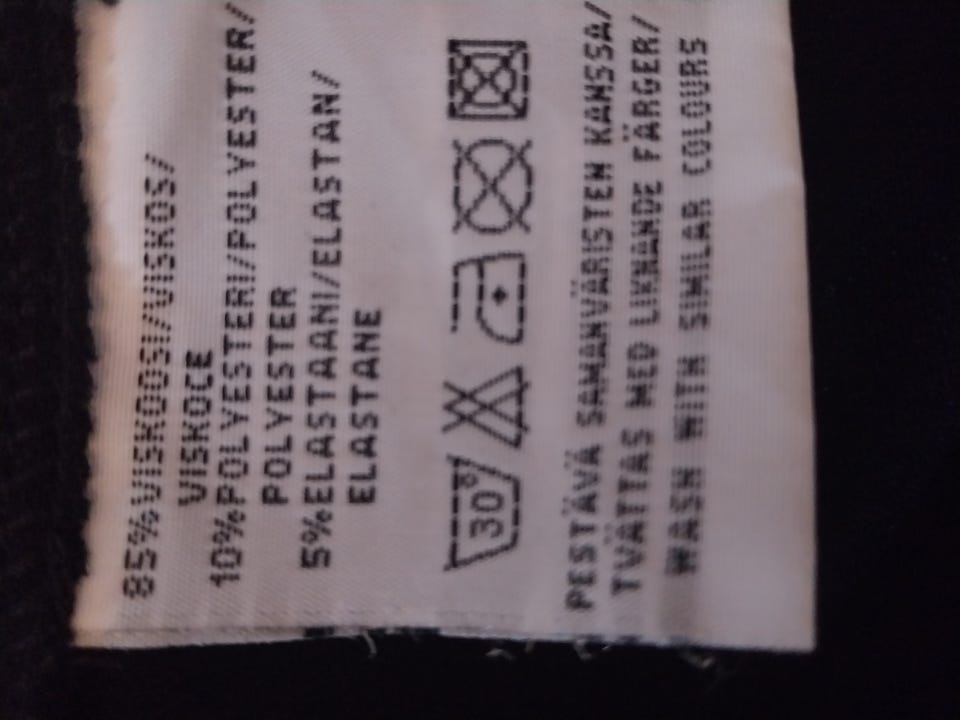 85%VISKOOSI/VISKOS/
VISKOCE
10%POLYESTERI/POLYESTER/
POLYESTER
5%ELASTAANI/ELASTAN/
ELASTANE
30°
PESTÄVÄ SAMANVÄRISTEN KANSSA/
TVÄTTAS MED LIKNANDE FÄRGER/
WASH WITH SIMILAR COLOURS